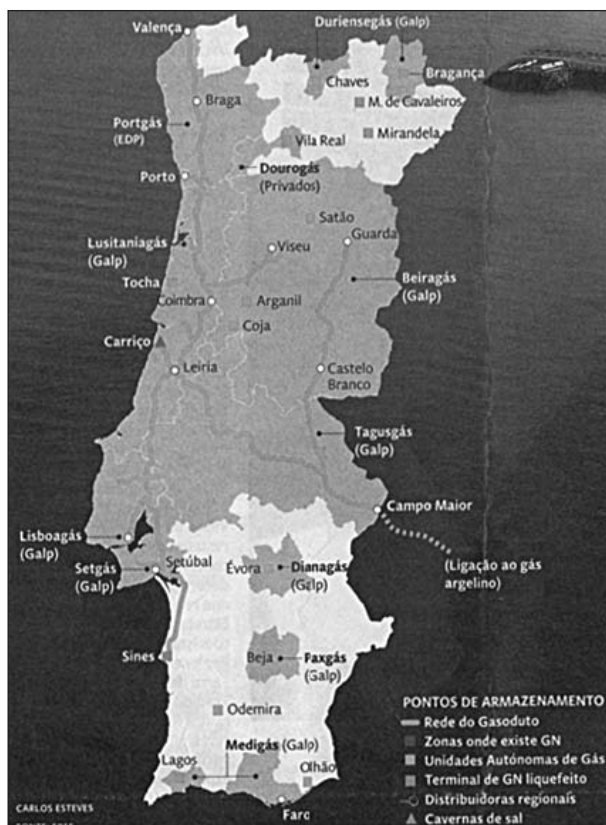 Valença
Duriensegás (Galp)
Chaves
Bragança
M. de Cavaleiros
Braga
Portgás
(EDP)
Mirandela
Vila Real
Porto
Dourogás
(Privados)
Satão
Guarda
Lusitaniagás
(Galp)
Viseu
Beiragás
(Galp)
Tocha
Coimbra
Arganil
Coja
Carriço
Leiria
Castelo
Branco
Tagusgás
(Galp)
Campo Maior
Lisboagás
(Galp)
Setúbal
Setgás
(Galp)
Évora
Dianagás
(Galp)
(Ligação ao gás
argelino)
Sines
Beja
Paxgás
(Galp)
Odemira
Medigás (Galp)
Lagos
Olhão
Faro
PONTOS DE ARMAZENAMENTO
Rede do Gasoduto
Zonas onde existe GN
Unidades Autónomas de Gás
Terminal de GN liquefeito
Distribuidoras regionais
Cavernas de sal
CARLOS ESTEVES